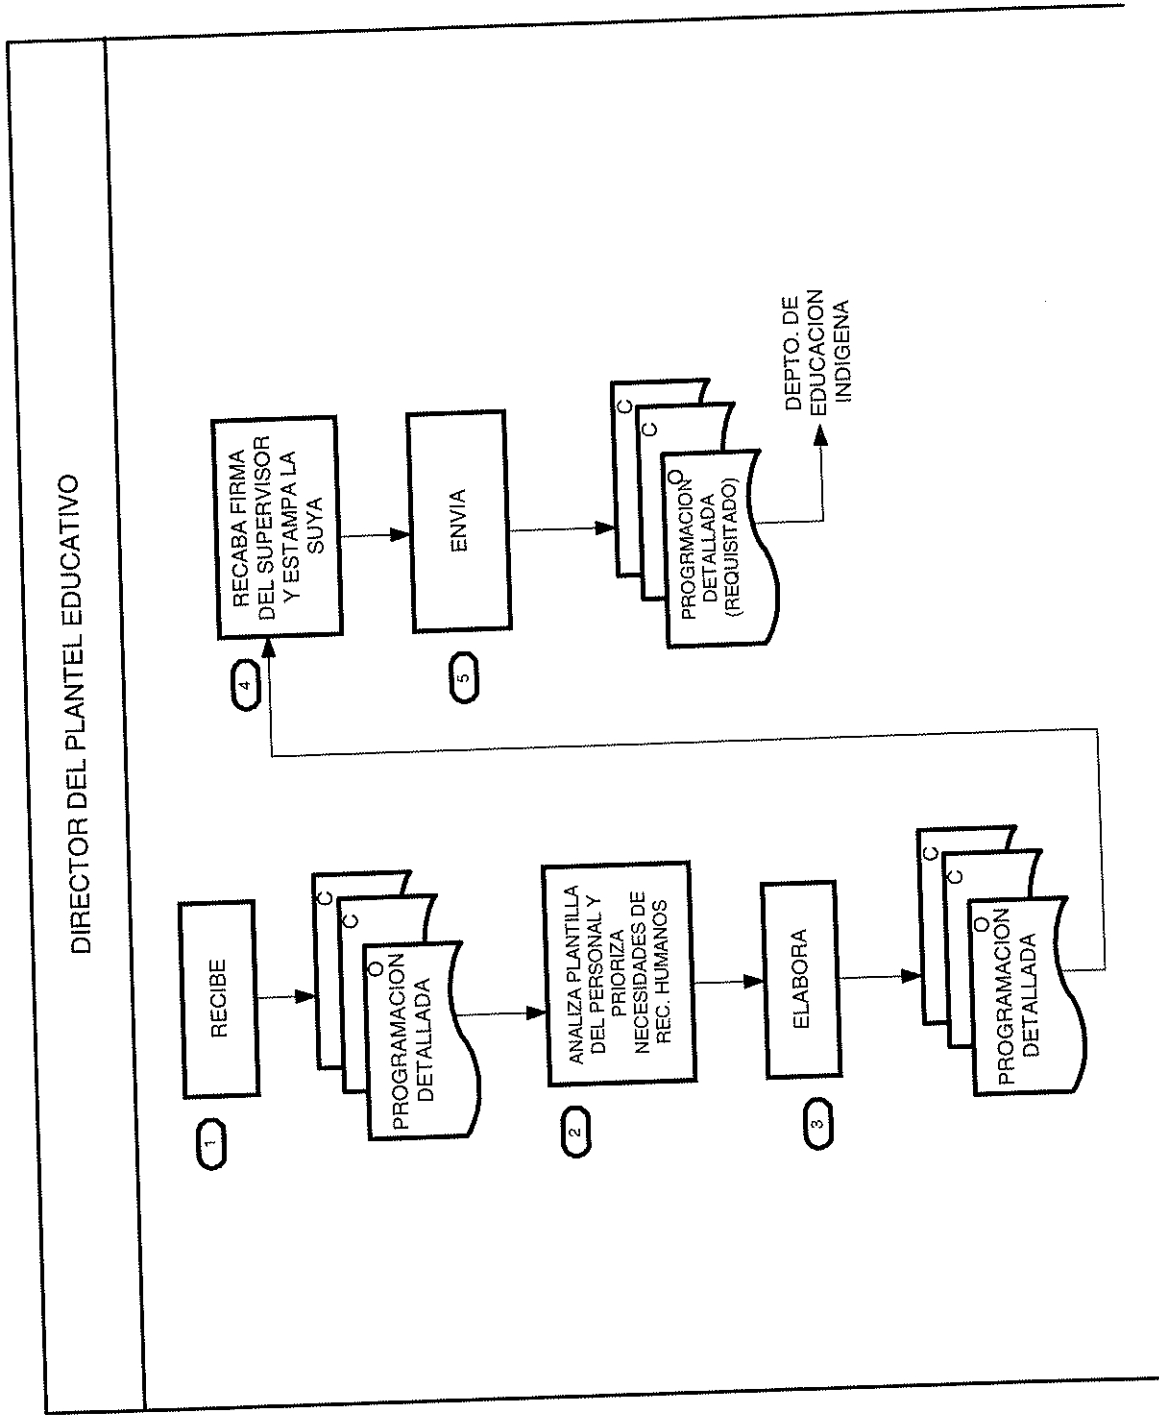 DIRECTOR DEL PLANTEL EDUCATIVO
1
RECIBE
C
C
O
PROGRAMACION
DETALLADA
2
ANALIZA PLANTILLA
DEL PERSONAL Y
PRIORIZA
NECESIDADES DE
REC. HUMANOS
3
ELABORA
C
C
O
PROGRAMACION
DETALLADA
4
RECABA FIRMA
DEL SUPERVISOR
Y ESTAMPA LA
SUYA
5
ENVIA
C
C
O
PROGRMACION
DETALLADA
(REQUISITADO)
DEPTO. DE
EDUCACION
INDIGENA